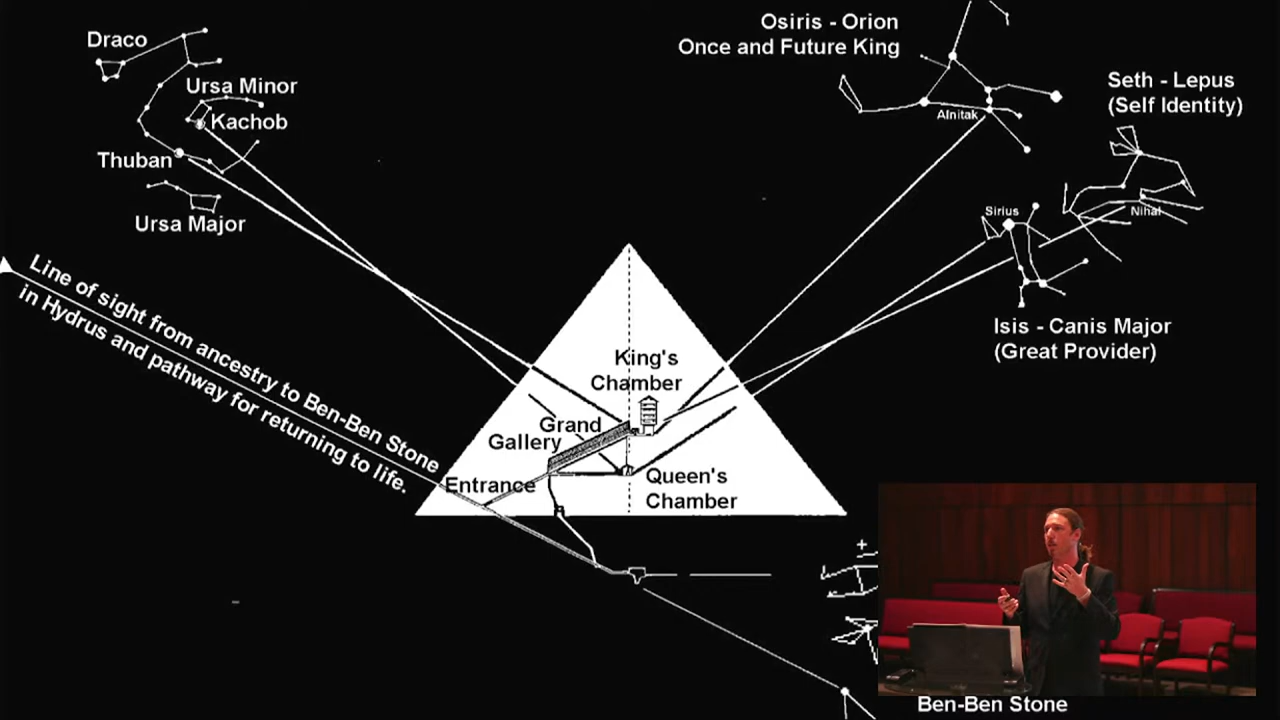 Draco
Ursa Minor
Kachob
Thuban
Ursa Major
Osiris - Orion
Once and Future King
Alnitak
Seth - Lepus
(Self Identity)
Sirius
Nihal
Isis - Canis Major
(Great Provider)
Line of sight from ancestry to Ben-Ben Stone
in Hydrus and pathway for returning to life.
King's
Chamber
Grand
Gallery
Entrance
Queen's
Chamber
Ben-Ben Stone